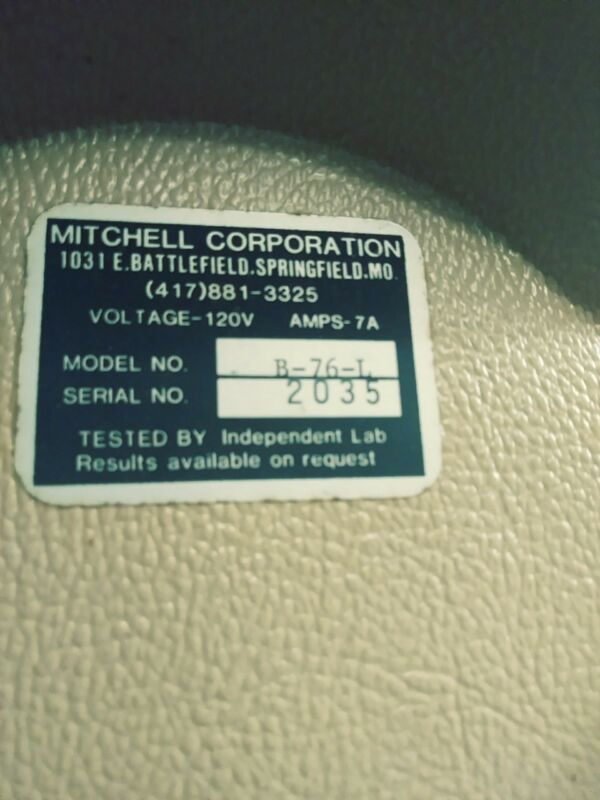 MITCHELL CORPORATION
1031 E.BATTLEFIELD.SPRINGFIELD.MO.
(417)881-3325
VOLTAGE-120V AMPS-7A
MODEL NO. B-76-L
SERIAL NO. 2035
TESTED BY Independent Lab
Results available on request